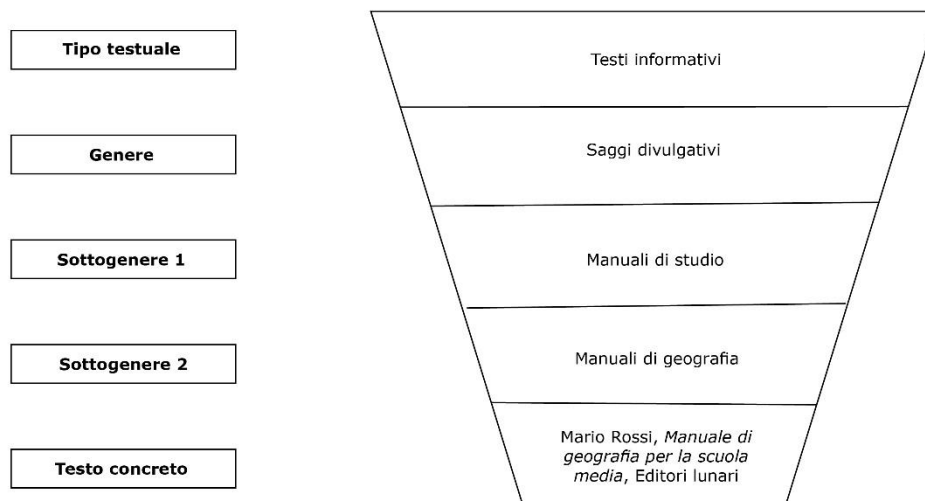 Tipo testuale
Testi informativi
Genere
Saggi divulgativi
Sottogenere 1
Manuali di studio
Sottogenere 2
Manuali di geografia
Testo concreto
Mario Rossi, Manuale di
geografia per la scuola
media, Editori lunari